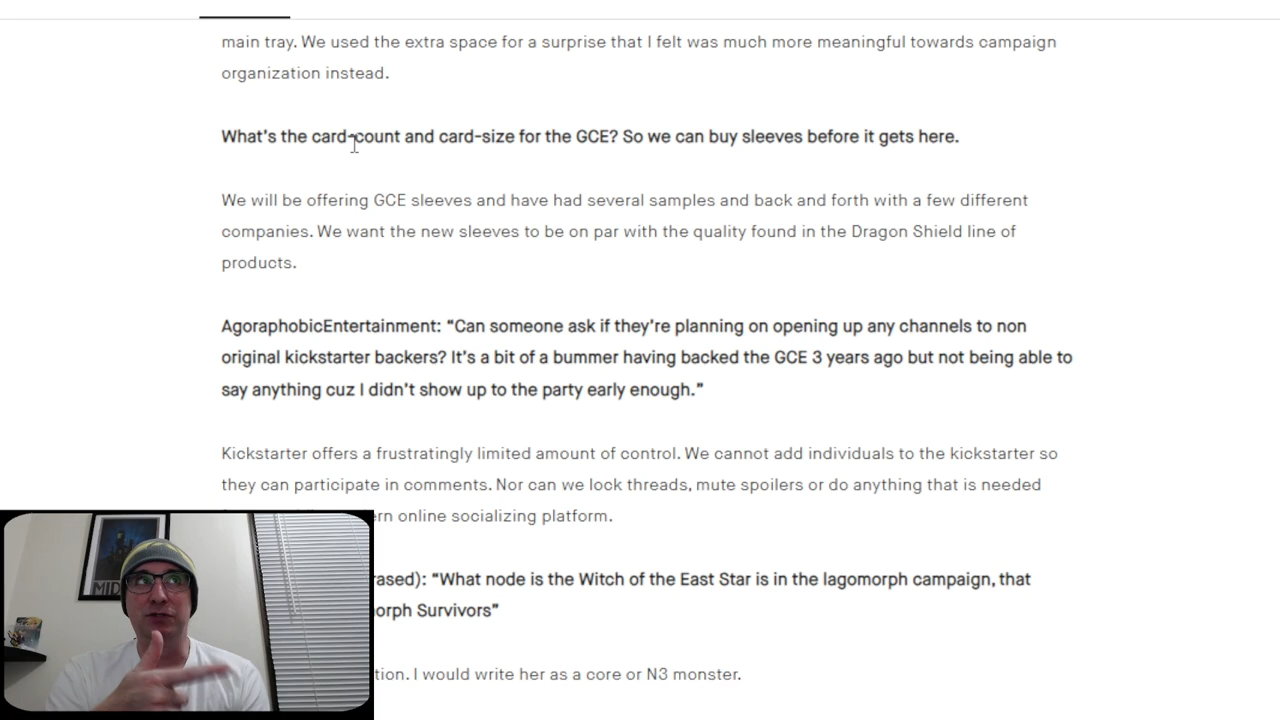 main tray. We used the extra space for a surprise that I felt was much more meaningful towards campaign
organization instead.
What's the card-count and card-size for the GCE? So we can buy sleeves before it gets here.
We will be offering GCE sleeves and have had several samples and back and forth with a few different
companies. We want the new sleeves to be on par with the quality found in the Dragon Shield line of
products.
AgoraphobicEntertainment: “Can someone ask if they’re planning on opening up any channels to non
original kickstarter backers? It’s a bit of a bummer having backed the GCE 3 years ago but not being able to
say anything cuz I didn’t show up to the party early enough.”
Kickstarter offers a frustratingly limited amount of control. We cannot add individuals to the kickstarter so
they can participate in comments. Nor can we lock threads, mute spoilers or do anything that is needed
ern online socializing platform.
rased): “What node is the Witch of the East Star is in the lagomorph campaign, that
orph Survivors”
tion. I would write her as a core or N3 monster.
MID